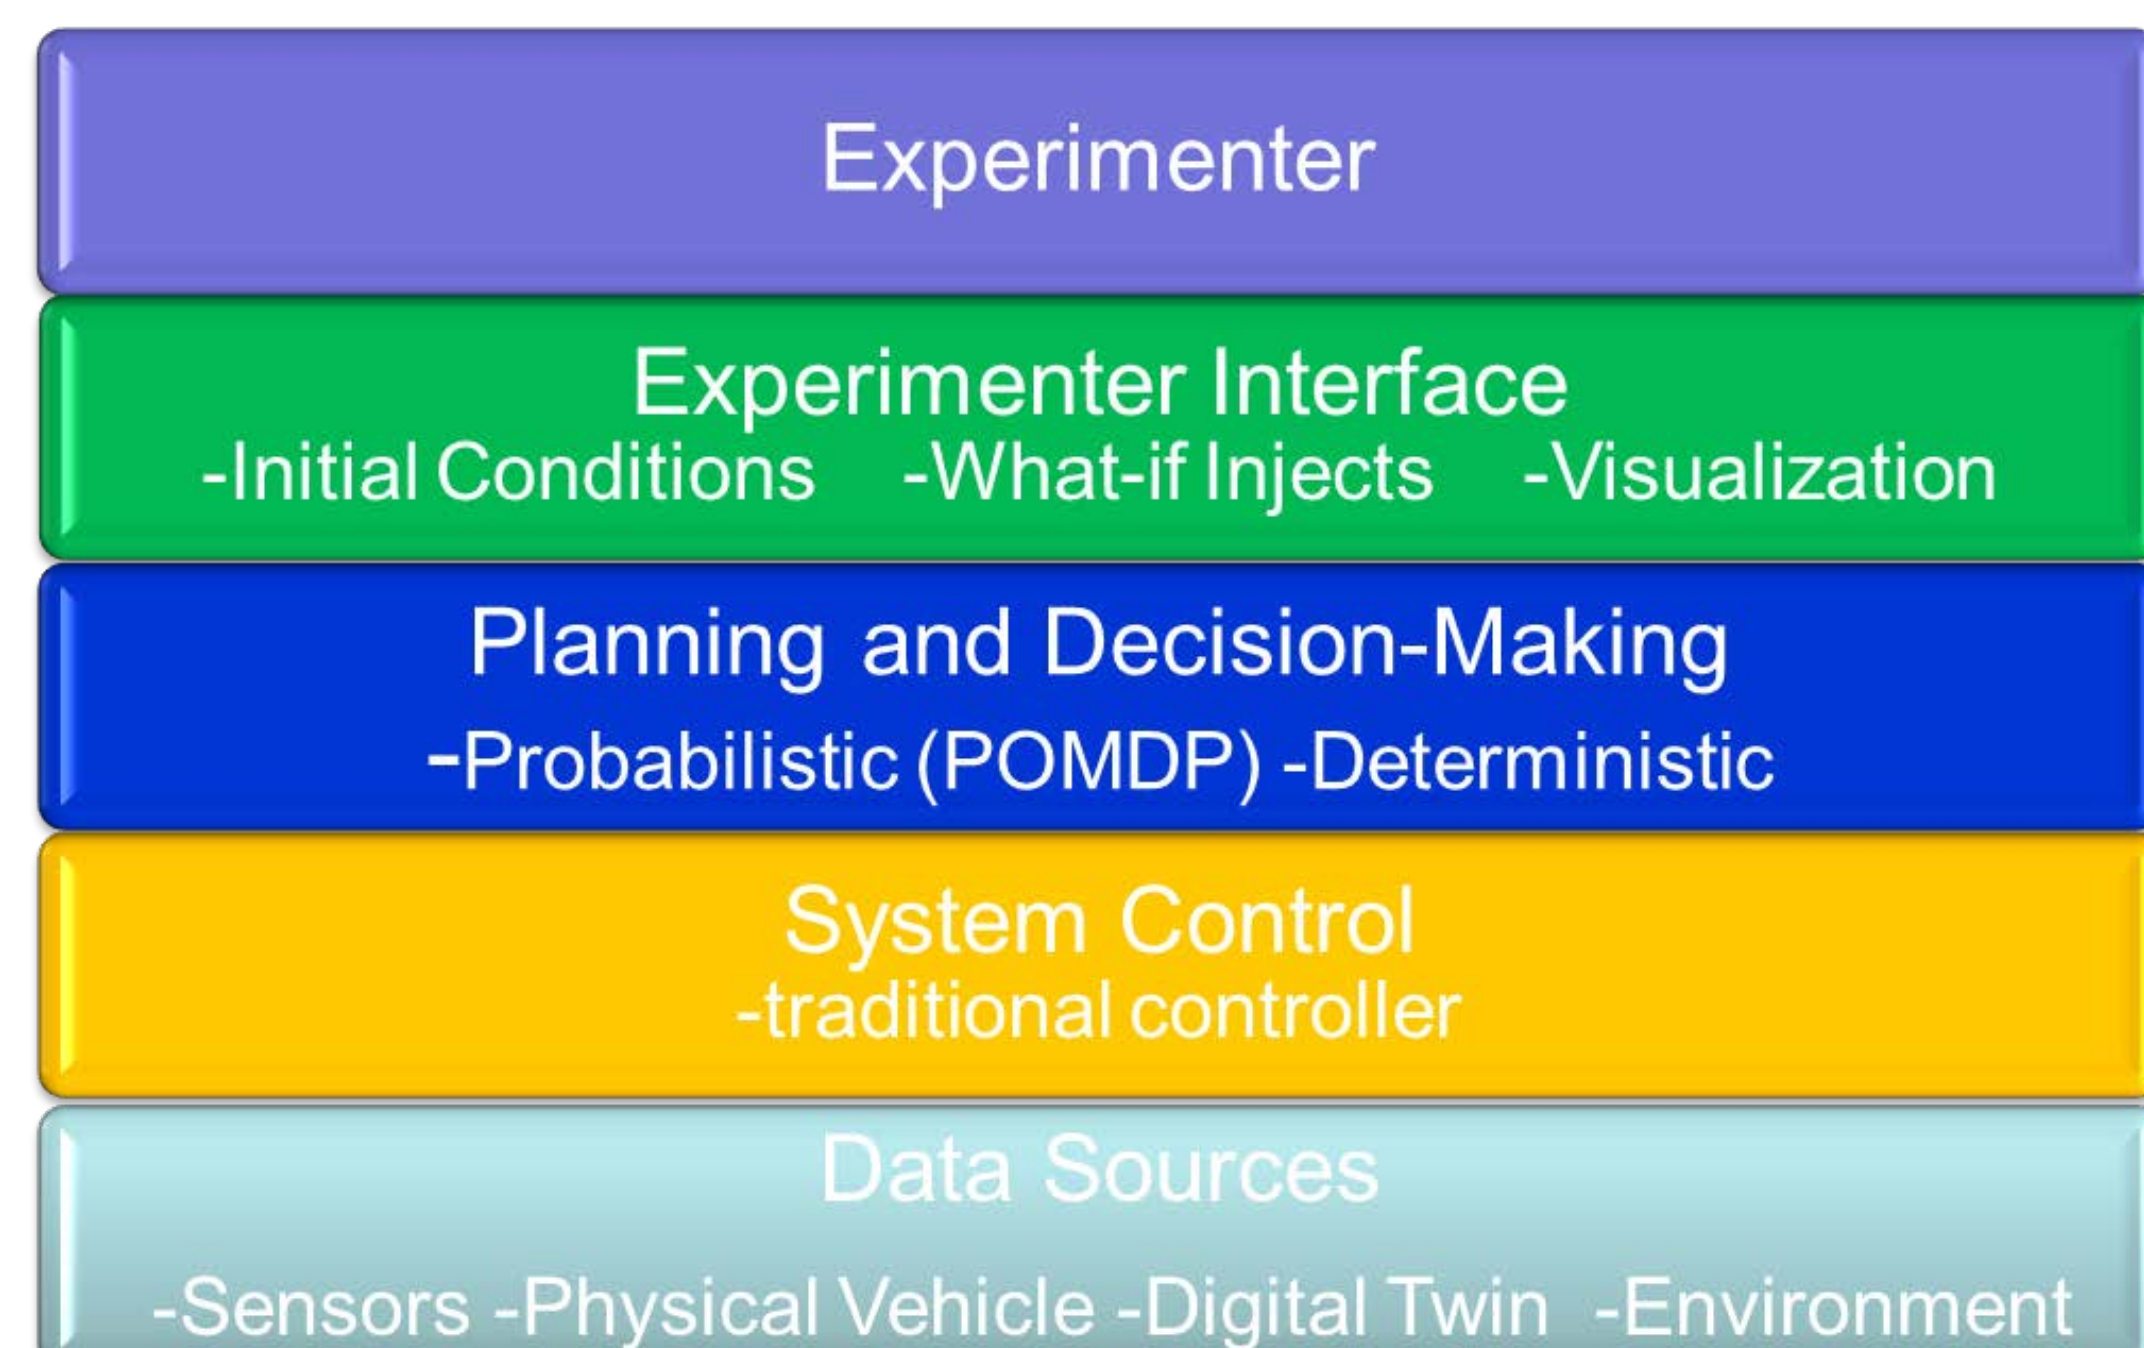 Experimenter
Experimenter Interface
-Initial Conditions -What-if Injects -Visualization
Planning and Decision-Making
-Probabilistic (POMDP) -Deterministic
System Control
-traditional controller
Data Sources
-Sensors -Physical Vehicle -Digital Twin -Environment